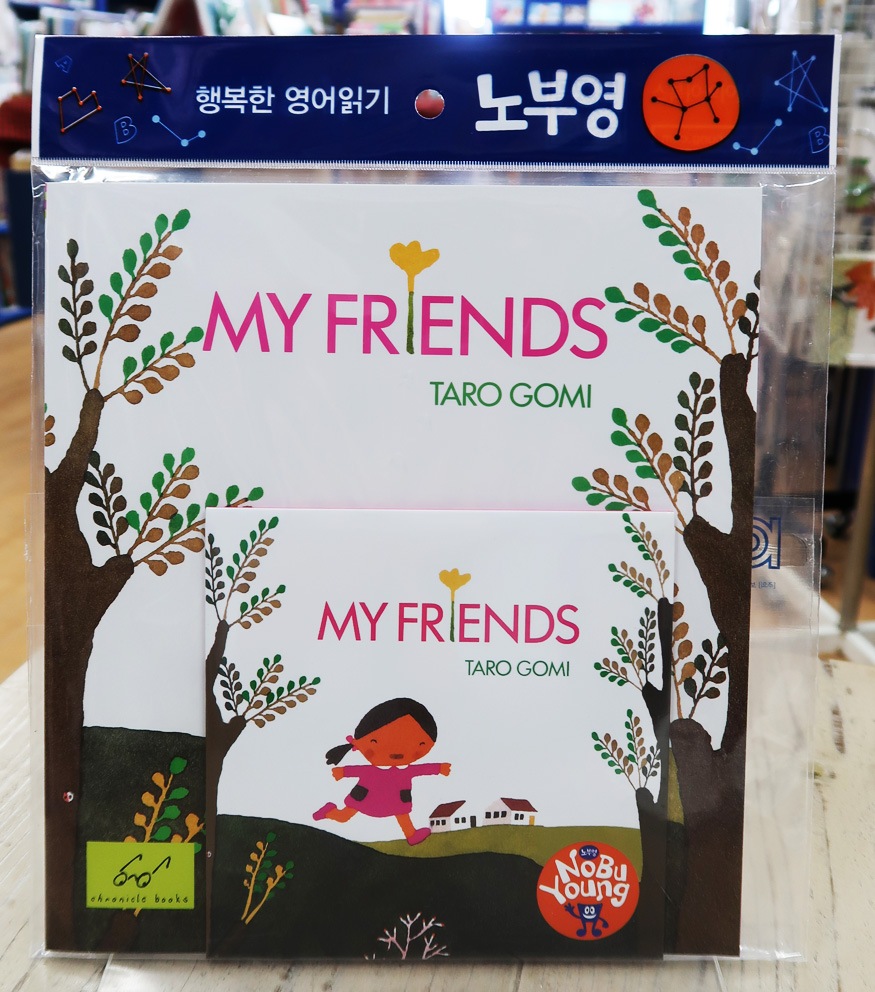 행복한 영어읽기
노부영
A
B
B
MY FRIENDS
TARO GOMI
MY FRIENDS
TARO GOMI
chronicle books
노부영
NoBu
Young